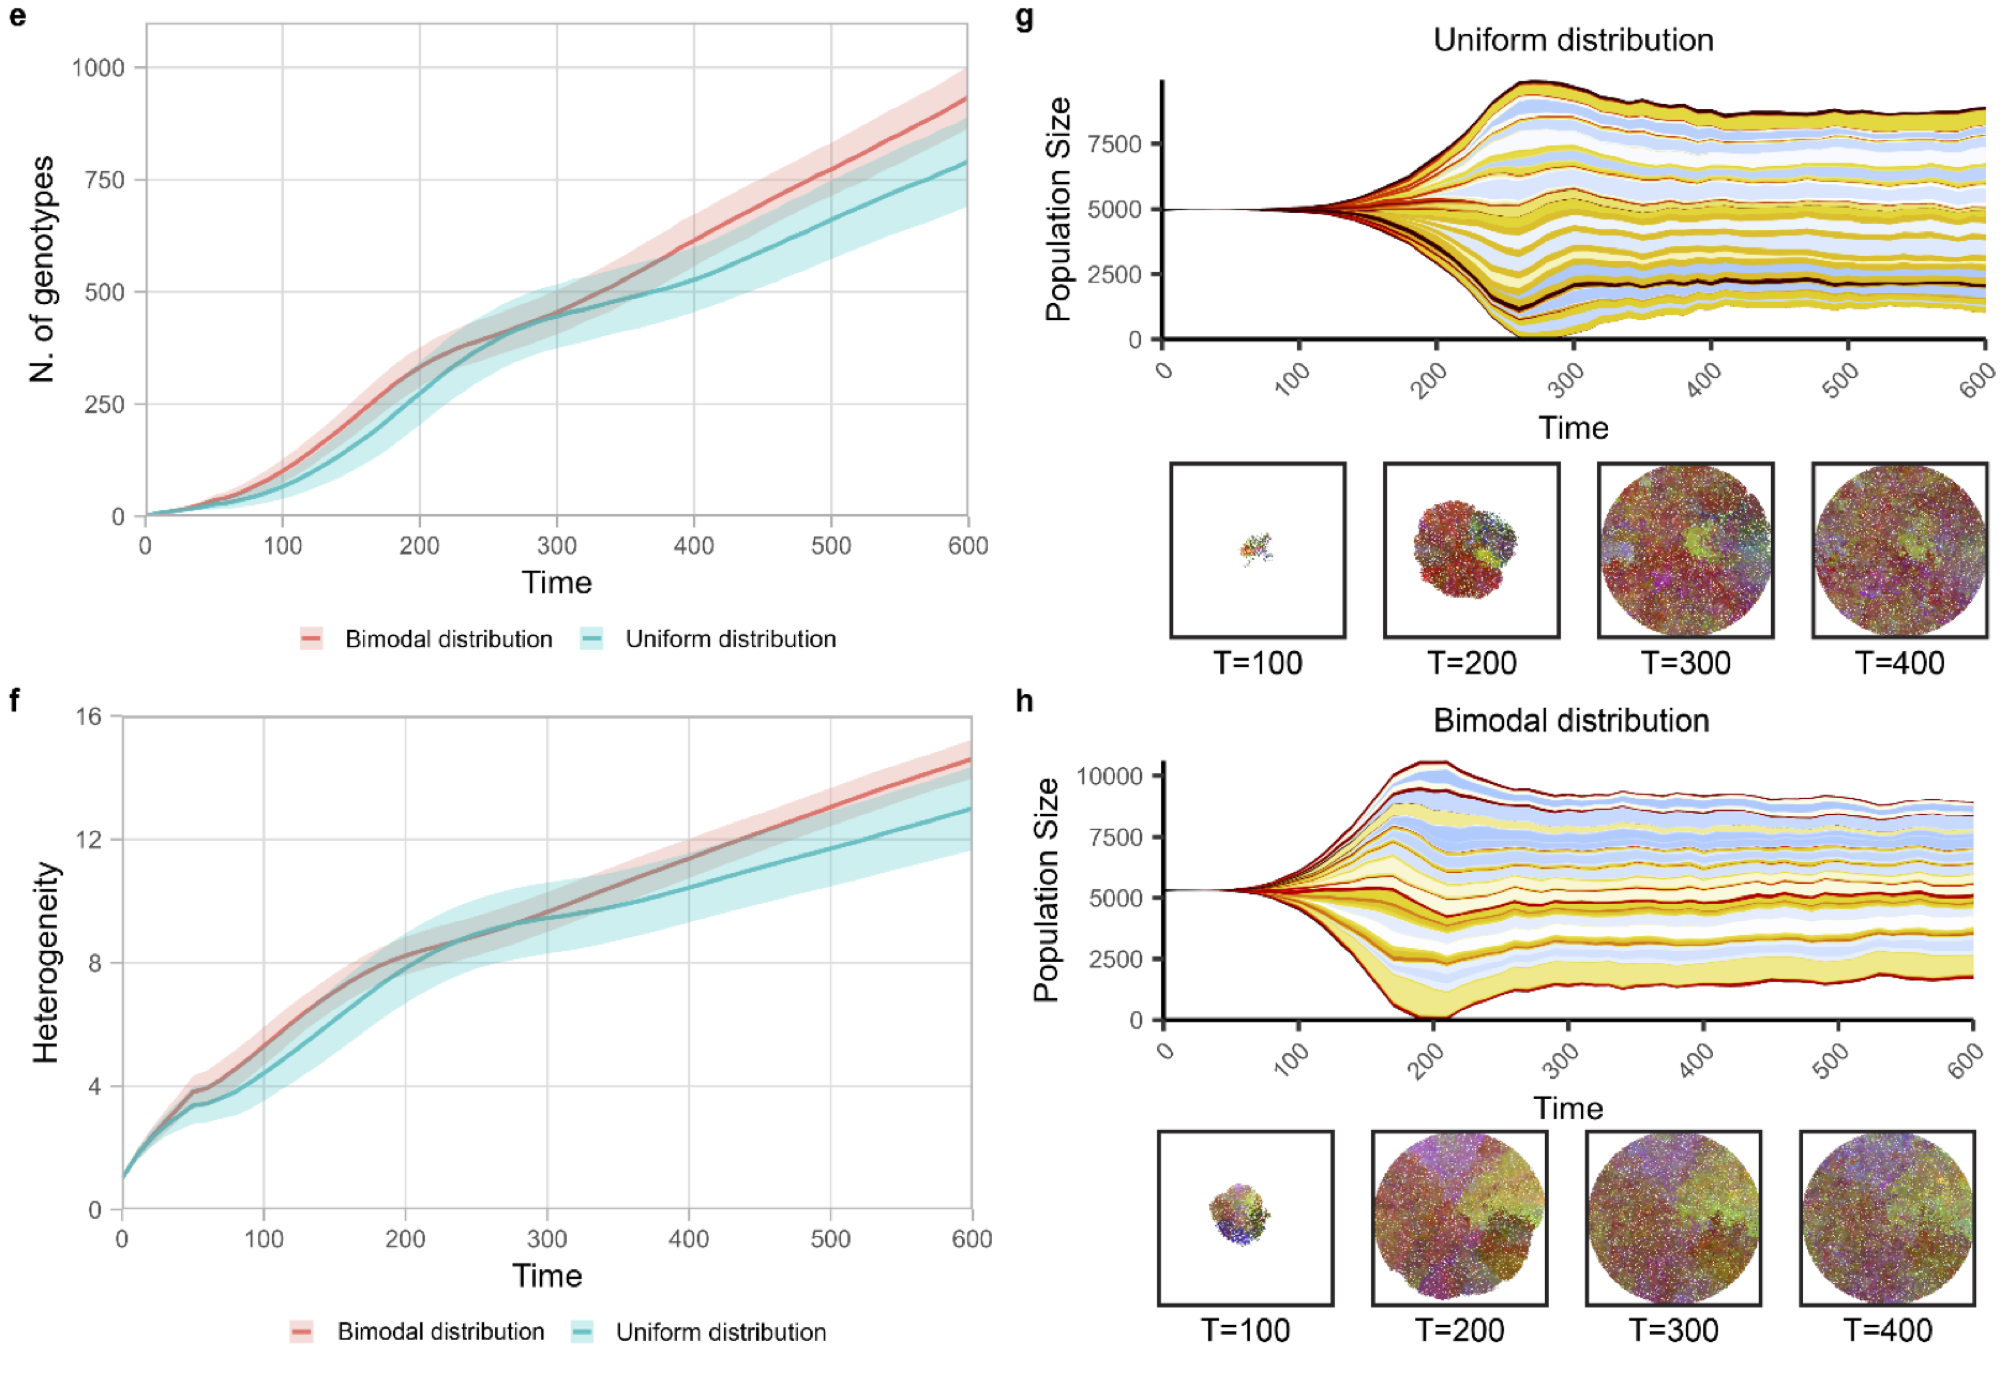 e
1000
750
500
250
0
N. of genotypes
0 100 200 300 400 500 600
Time
Bimodal distribution Uniform distribution
f
16
12
8
4
0
Heterogeneity
0 100 200 300 400 500 600
Time
Bimodal distribution Uniform distribution
g
Uniform distribution
7500
5000
2500
0
Population Size
0 100 200 300 400 500 600
Time
T=100 T=200 T=300 T=400
h
Bimodal distribution
10000
7500
5000
2500
0
Population Size
0 100 200 300 400 500 600
Time
T=100 T=200 T=300 T=400